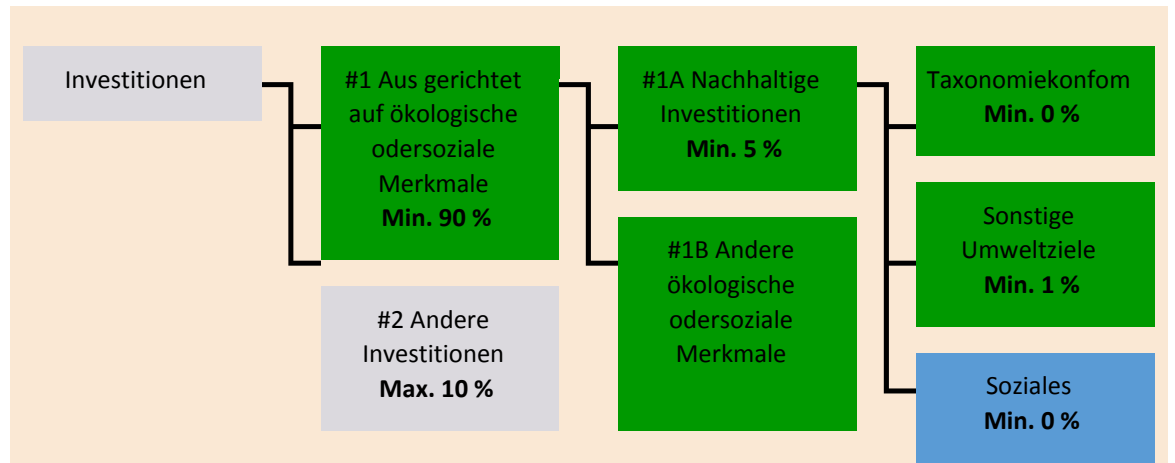 Investitionen
#1 Aus gerichtet
auf ökologische
odersoziale
Merkmale
Min. 90 %
#2 Andere
Investitionen
Max. 10 %
#1A Nachhaltige
Investitionen
Min. 5 %
#1B Andere
ökologische
odersoziale
Merkmale
Taxonomiekonfom
Min. 0 %
Sonstige
Umweltziele
Min. 1 %
Soziales
Min. 0 %